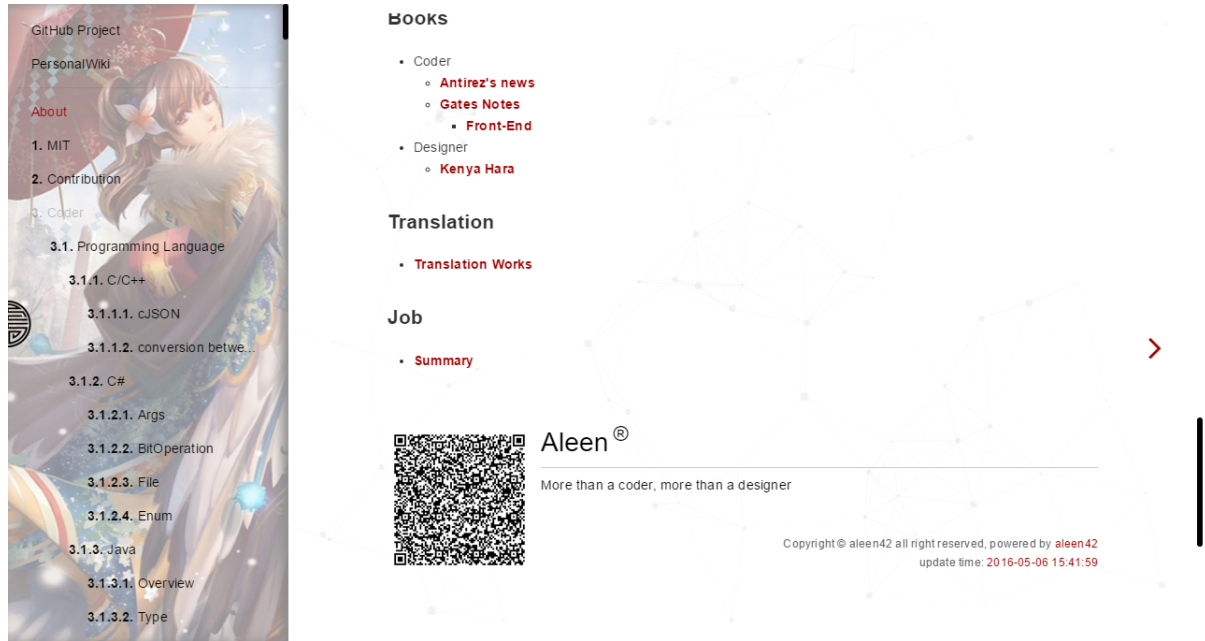 GitHub Project
PersonalWiki
About
1. MIT
2. Contribution
3. Coder
3.1. Programming Language
3.1.1. C/C++
3.1.1.1. cJSON
3.1.1.2. conversion betwe...
3.1.2. C#
3.1.2.1. Args
3.1.2.2. BitOperation
3.1.2.3. File
3.1.2.4. Enum
3.1.3. Java
3.1.3.1. Overview
3.1.3.2. Type
Books
• Coder
◦ Antirez's news
◦ Gates Notes
▪ Front-End
• Designer
◦ Kenya Hara
Translation
• Translation Works
Job
• Summary
Aleen®
More than a coder, more than a designer
Copyright © aleen42 all right reserved, powered by aleen42
update time: 2016-05-06 15:41:59